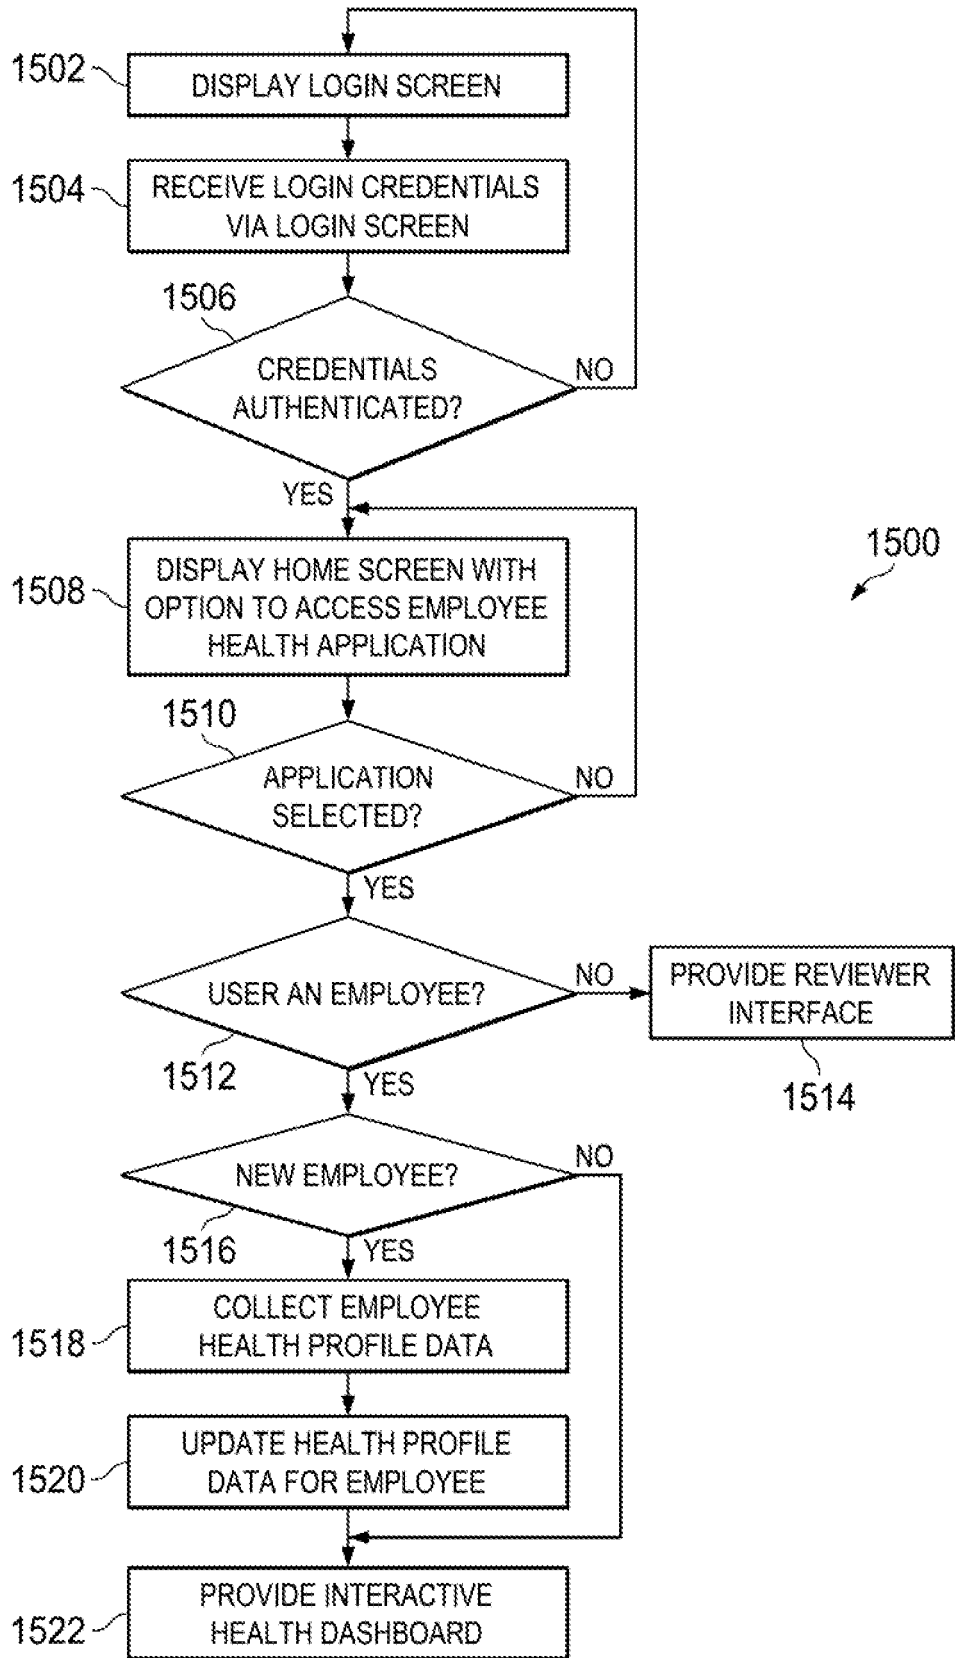 1502
DISPLAY LOGIN SCREEN
1504
RECEIVE LOGIN CREDENTIALS
VIA LOGIN SCREEN
1506
CREDENTIALS
AUTHENTICATED?
NO
YES
1500
1508
DISPLAY HOME SCREEN WITH
OPTION TO ACCESS EMPLOYEE
HEALTH APPLICATION
1510
APPLICATION
SELECTED?
NO
YES
USER AN EMPLOYEE?
NO
PROVIDE REVIEWER
INTERFACE
1512
YES
1514
NEW EMPLOYEE?
NO
1516
YES
1518
COLLECT EMPLOYEE
HEALTH PROFILE DATA
1520
UPDATE HEALTH PROFILE
DATA FOR EMPLOYEE
1522
PROVIDE INTERACTIVE
HEALTH DASHBOARD